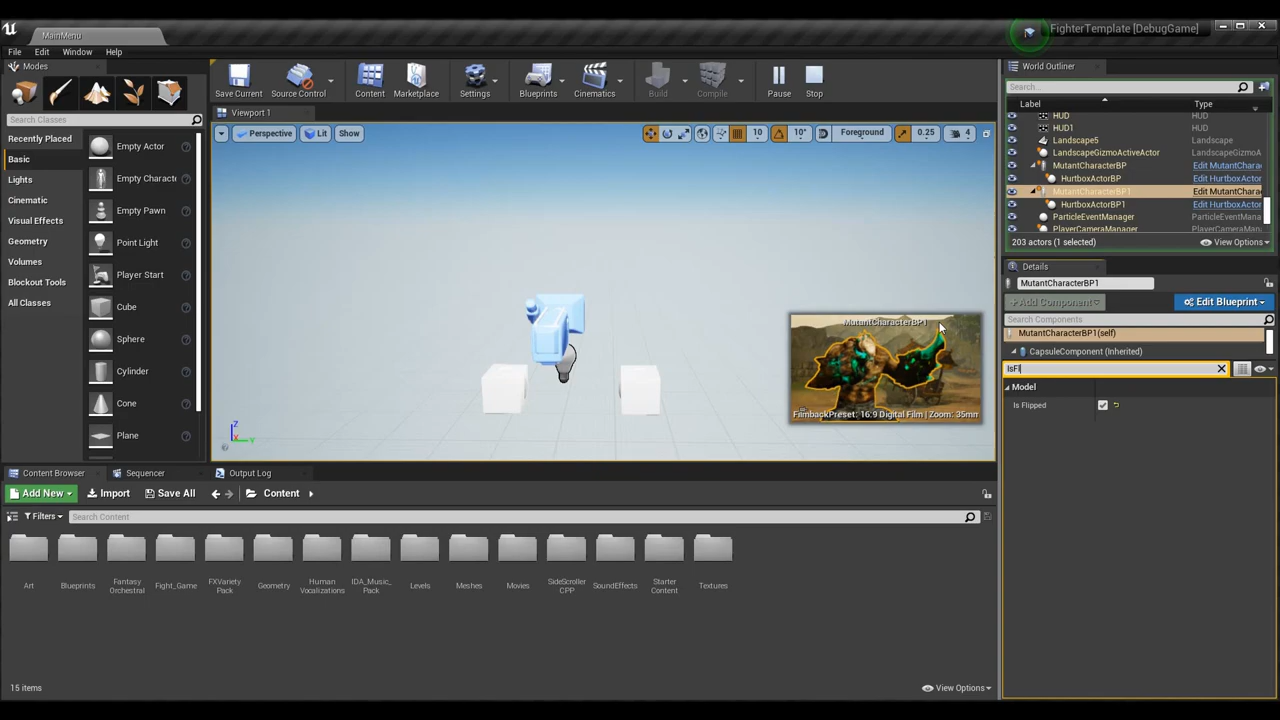 MainMenu
FighterTemplate [DebugGame]
File Edit Window Help
Modes
Search Classes
Recently Placed
Basic
Lights
Cinematic
Visual Effects
Geometry
Volumes
Blockout Tools
All Classes
Empty Actor
Empty Characte
Empty Pawn
Point Light
Player Start
Cube
Sphere
Cylinder
Cone
Plane
Save Current
Source Control
Content
Marketplace
Settings
Blueprints
Cinematics
Build
Compile
Pause
Stop
Viewport 1
Perspective Lit Show
10 10° Foreground 0.25 4
MutantCharacterBP1
FilmbackPreset: 16:9 Digital Film | Zoom: 35mm
World Outliner
Search...
Label Type
HUD HUD
HUD1 HUD
Landscape5 Landscape
LandscapeGizmoActiveActor LandscapeGizmoActiv
MutantCharacterBP Edit MutantChara
HurtboxActorBP Edit HurtboxActor
MutantCharacterBP1 Edit MutantChara
HurtboxActorBP1 Edit HurtboxActor
ParticleEventManager ParticleEventMana
PlayerCameraManager PlayerCameraMana
203 actors (1 selected) View Options
Details
MutantCharacterBP1
+Add Component Edit Blueprint
Search Components
MutantCharacterBP1(self)
CapsuleComponent (Inherited)
IsFl
Model
Is Flipped
Content Browser Sequencer Output Log
Add New Import Save All Content
Filters Search Content
Art
Blueprints
Fantasy
Orchestral
Fight_Game
FXVariety
Pack
Geometry
Human
Vocalizations
IDA_Music_
Pack
Levels
Meshes
Movies
SideScroller
CPP
SoundEffects
Starter
Content
Textures
15 items View Options